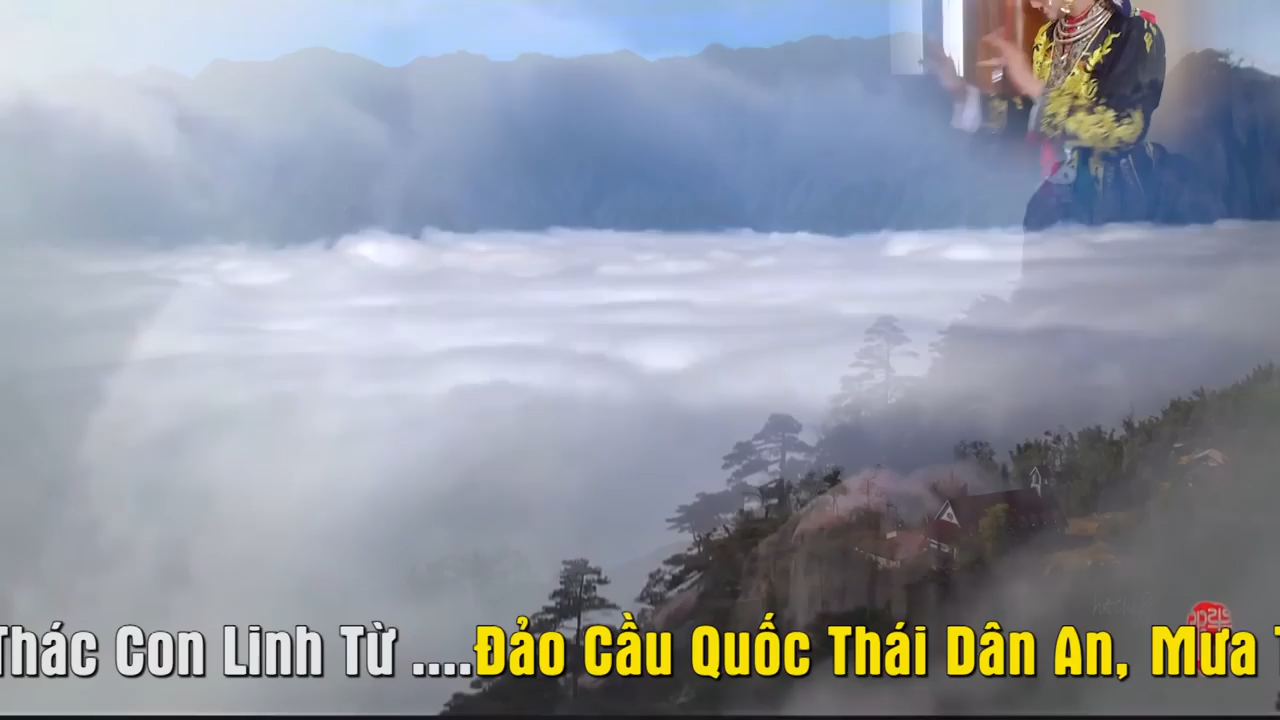 Thác Con Linh Từ ....Đảo Cầu Quốc Thái Dân An, Mưa